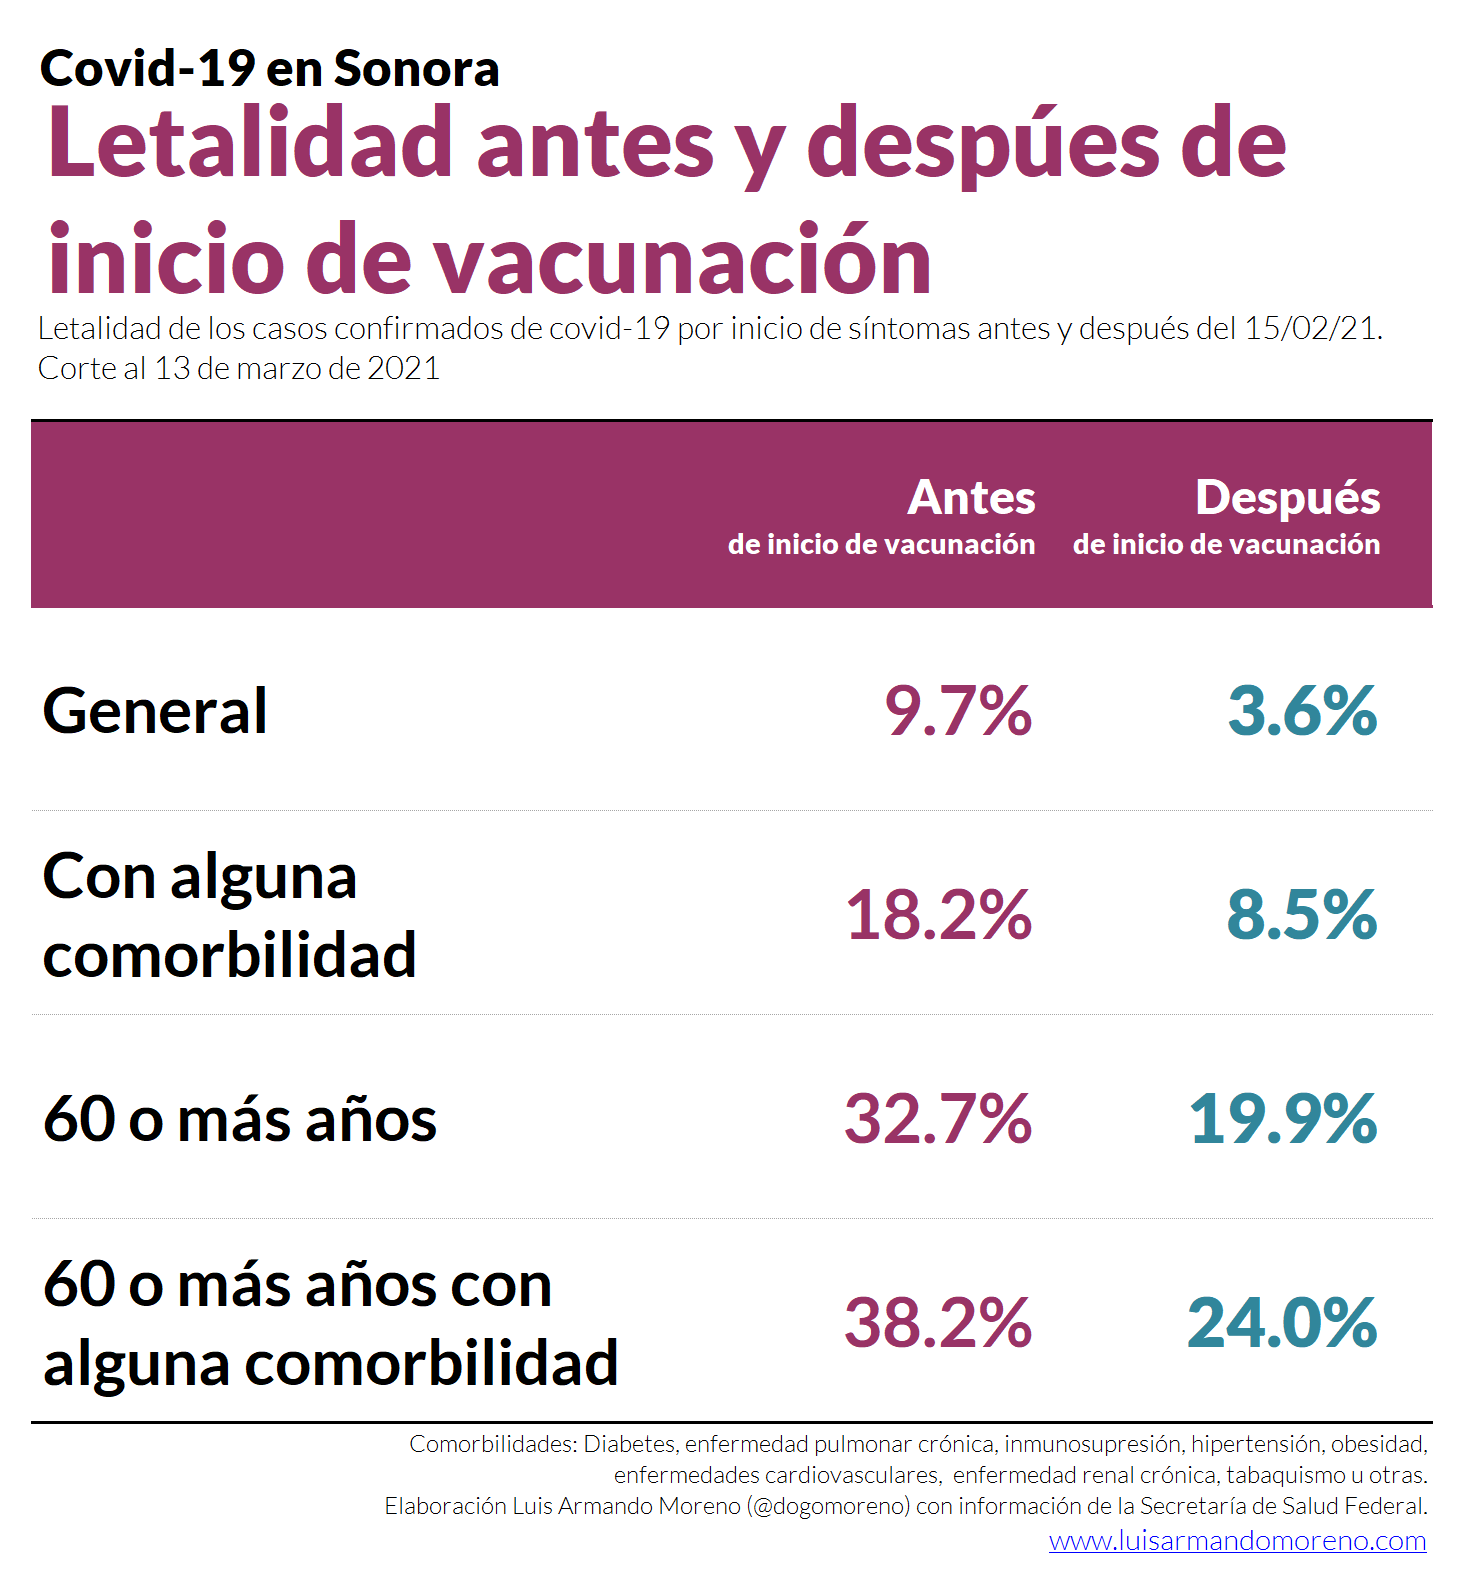 Covid-19 en Sonora
Letalidad antes y despúes de
inicio de vacunación
Letalidad de los casos confirmados de covid-19 por inicio de síntomas antes y después del 15/02/21.
Corte al 13 de marzo de 2021
Antes Después
de inicio de vacunación de inicio de vacunación
General 9.7% 3.6%
Con alguna
comorbilidad 18.2% 8.5%
60 o más años 32.7% 19.9%
60 o más años con
alguna comorbilidad 38.2% 24.0%
Comorbilidades: Diabetes, enfermedad pulmonar crónica, inmunosupresión, hipertensión, obesidad,
enfermedades cardiovasculares, enfermedad renal crónica, tabaquismo u otras.
Elaboración Luis Armando Moreno (@dogomoreno) con información de la Secretaría de Salud Federal.
www.luisarmandomoreno.com